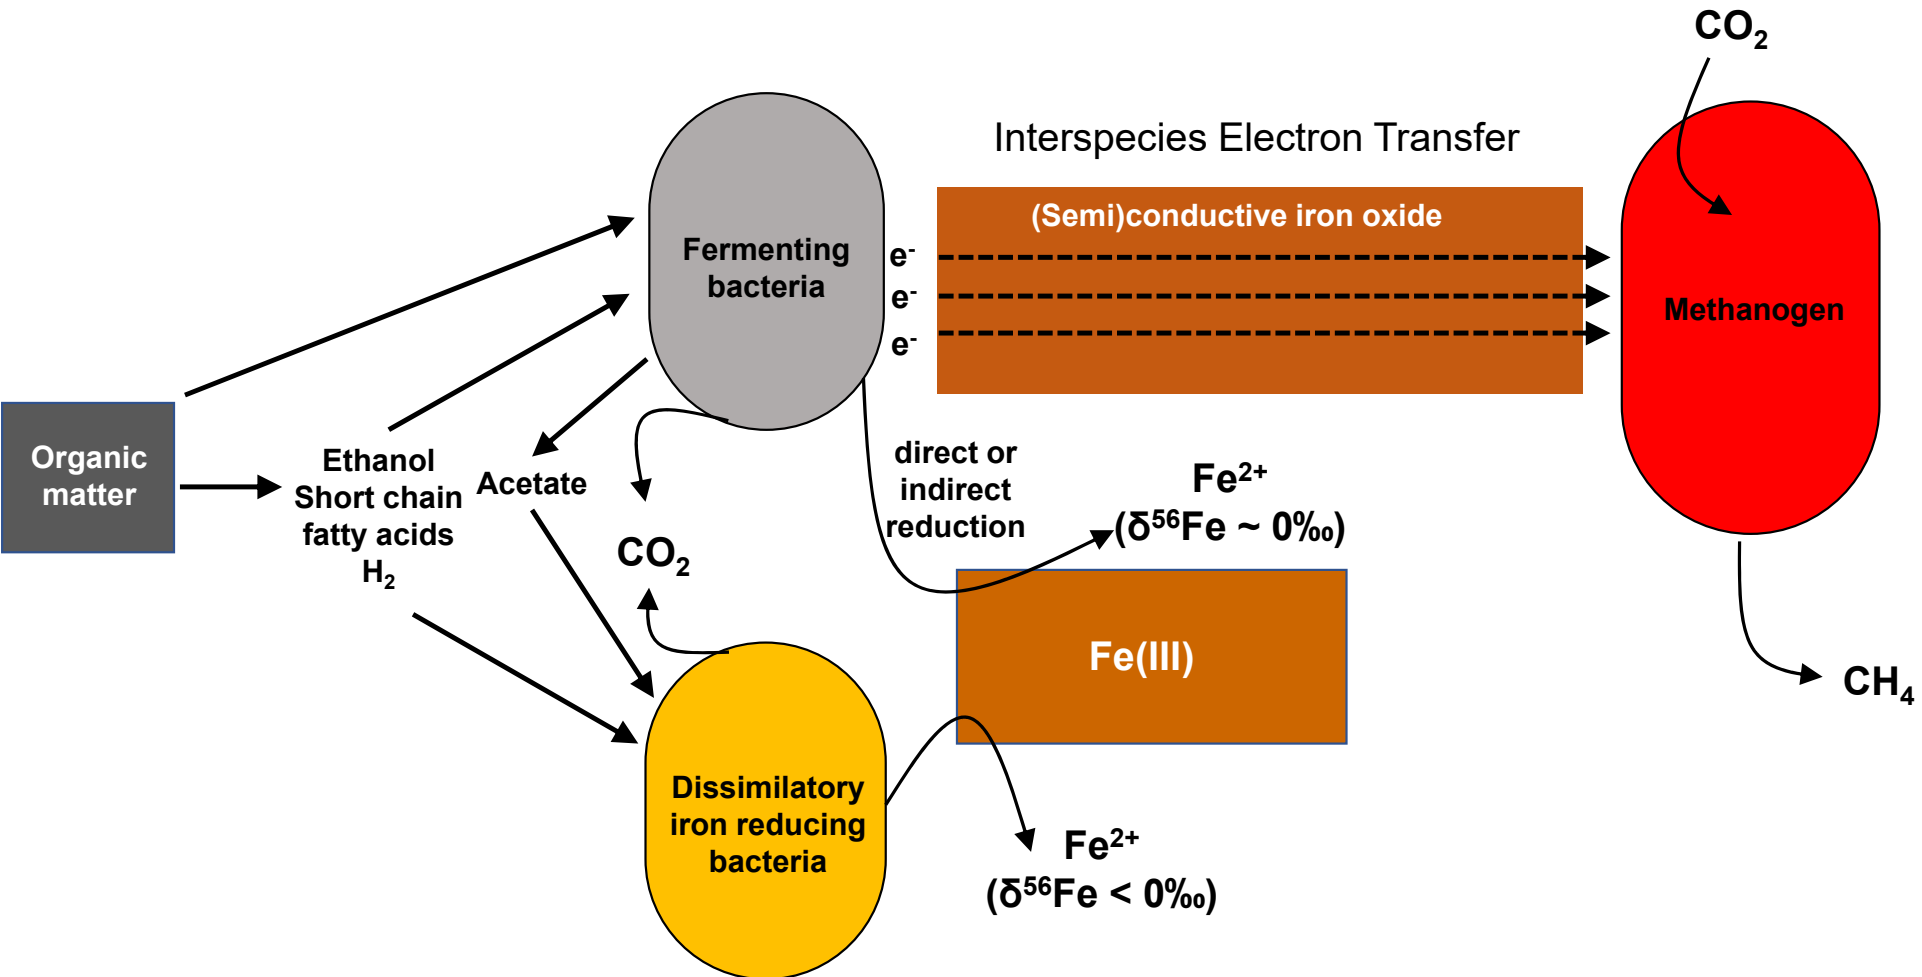 CO₂
Interspecies Electron Transfer
(Semi)conductive iron oxide
Fermenting
bacteria
e⁻
e⁻
e⁻
Methanogen
Organic
matter
Ethanol
Short chain
fatty acids
H₂
Acetate
CO₂
direct or
indirect
reduction
Fe²⁺
(δ⁵⁶Fe ~ 0‰)
Fe(III)
CH₄
Dissimilatory
iron reducing
bacteria
Fe²⁺
(δ⁵⁶Fe < 0‰)